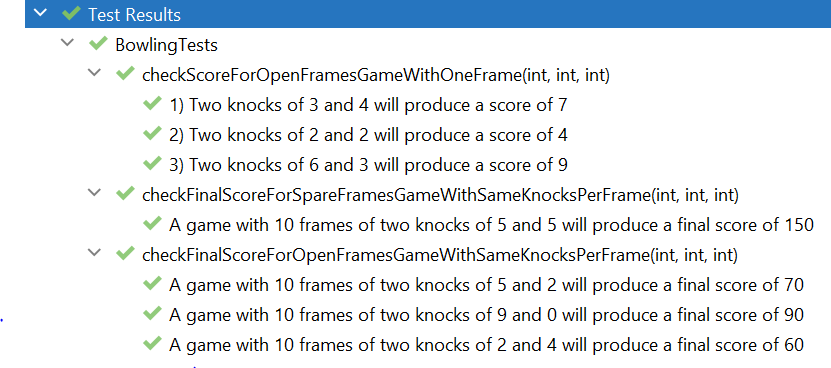 Test Results
BowlingTests
checkScoreForOpenFramesGameWithOneFrame(int, int, int)
1) Two knocks of 3 and 4 will produce a score of 7
2) Two knocks of 2 and 2 will produce a score of 4
3) Two knocks of 6 and 3 will produce a score of 9
checkFinalScoreForSpareFramesGameWithSameKnocksPerFrame(int, int, int)
A game with 10 frames of two knocks of 5 and 5 will produce a final score of 150
checkFinalScoreForOpenFramesGameWithSameKnocksPerFrame(int, int, int)
A game with 10 frames of two knocks of 5 and 2 will produce a final score of 70
A game with 10 frames of two knocks of 9 and 0 will produce a final score of 90
A game with 10 frames of two knocks of 2 and 4 will produce a final score of 60